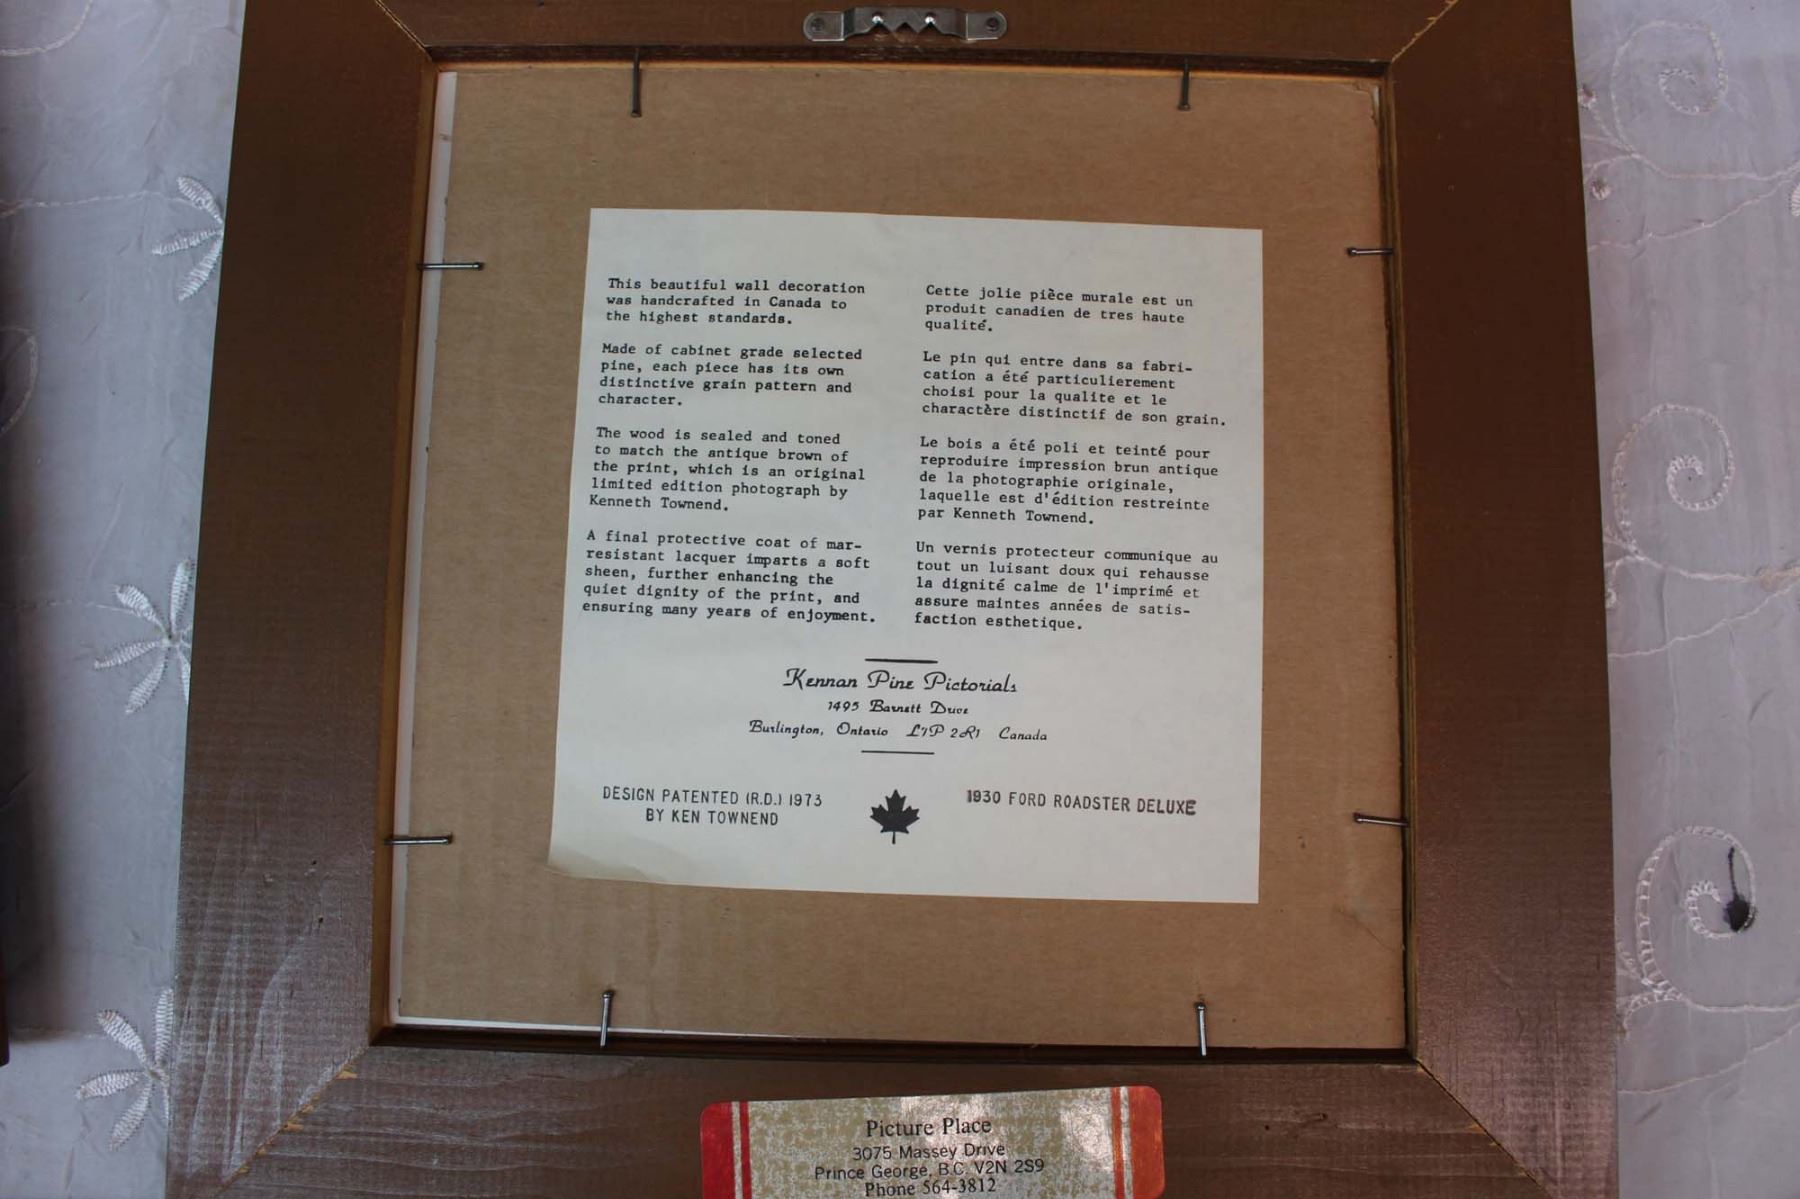 This beautiful wall decoration
was handcrafted in Canada to
the highest standards.
Made of cabinet grade selected
pine, each piece has its own
distinctive grain pattern and
character.
The wood is sealed and toned
to match the antique brown of
the print, which is an original
limited edition photograph by
Kenneth Townend.
A final protective coat of mar-
resistant lacquer imparts a soft
sheen, further enhancing the
quiet dignity of the print, and
ensuring many years of enjoyment.
Cette jolie pièce murale est un
produit canadien de tres haute
qualité.
Le pin qui entre dans sa fabri-
cation a été particulierement
choisi pour la qualite et le
charactère distinctif de son grain.
Le bois a été poli et teinté pour
reproduire impression brun antique
de la photographie originale,
laquelle est d'édition restreinte
par Kenneth Townend.
Un vernis protecteur communique au
tout un luisant doux qui rehausse
la dignité calme de l'imprimé et
assure maintes années de satis-
faction esthetique.
Kennan Pine Pictorials
1495 Barnett Drive
Burlington, Ontario L7P 2R1 Canada
DESIGN PATENTED (R.D.) 1973
BY KEN TOWNEND
1930 FORD ROADSTER DELUXE
Picture Place
3075 Massey Drive
Prince George, B.C. V2N 2S9
Phone 564-3812